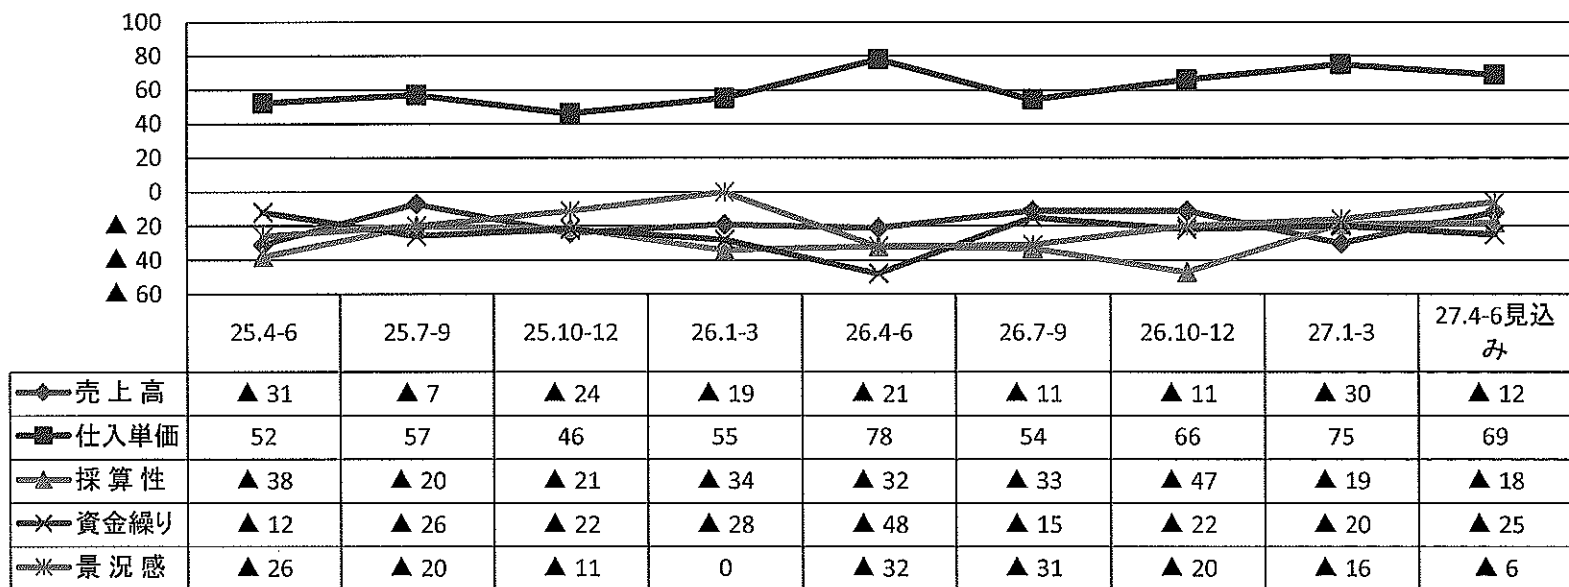 100
80
60
40
20
0
▲ 20
▲ 40
▲ 60
25.4-6 25.7-9 25.10-12 26.1-3 26.4-6 26.7-9 26.10-12 27.1-3 27.4-6見込み
売上高 ▲ 31 ▲ 7 ▲ 24 ▲ 19 ▲ 21 ▲ 11 ▲ 11 ▲ 30 ▲ 12
仕入単価 52 57 46 55 78 54 66 75 69
採算性 ▲ 38 ▲ 20 ▲ 21 ▲ 34 ▲ 32 ▲ 33 ▲ 47 ▲ 19 ▲ 18
資金繰り ▲ 12 ▲ 26 ▲ 22 ▲ 28 ▲ 48 ▲ 15 ▲ 22 ▲ 20 ▲ 25
景況感 ▲ 26 ▲ 20 ▲ 11 0 ▲ 32 ▲ 31 ▲ 20 ▲ 16 ▲ 6